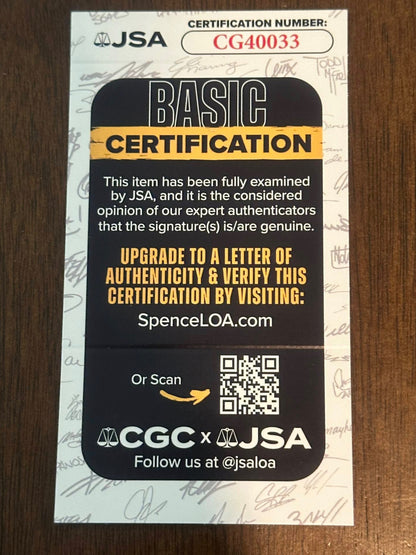 CERTIFICATION NUMBER:
JSA
CG40033
BASIC
CERTIFICATION
This item has been fully examined
by JSA, and it is the considered
opinion of our expert authenticators
that the signature(s) is/are genuine.
UPGRADE TO A LETTER OF
AUTHENTICITY & VERIFY THIS
CERTIFICATION BY VISITING:
SpenceLOA.com
Or Scan
CGC x JSA
Follow us at @jsaloa